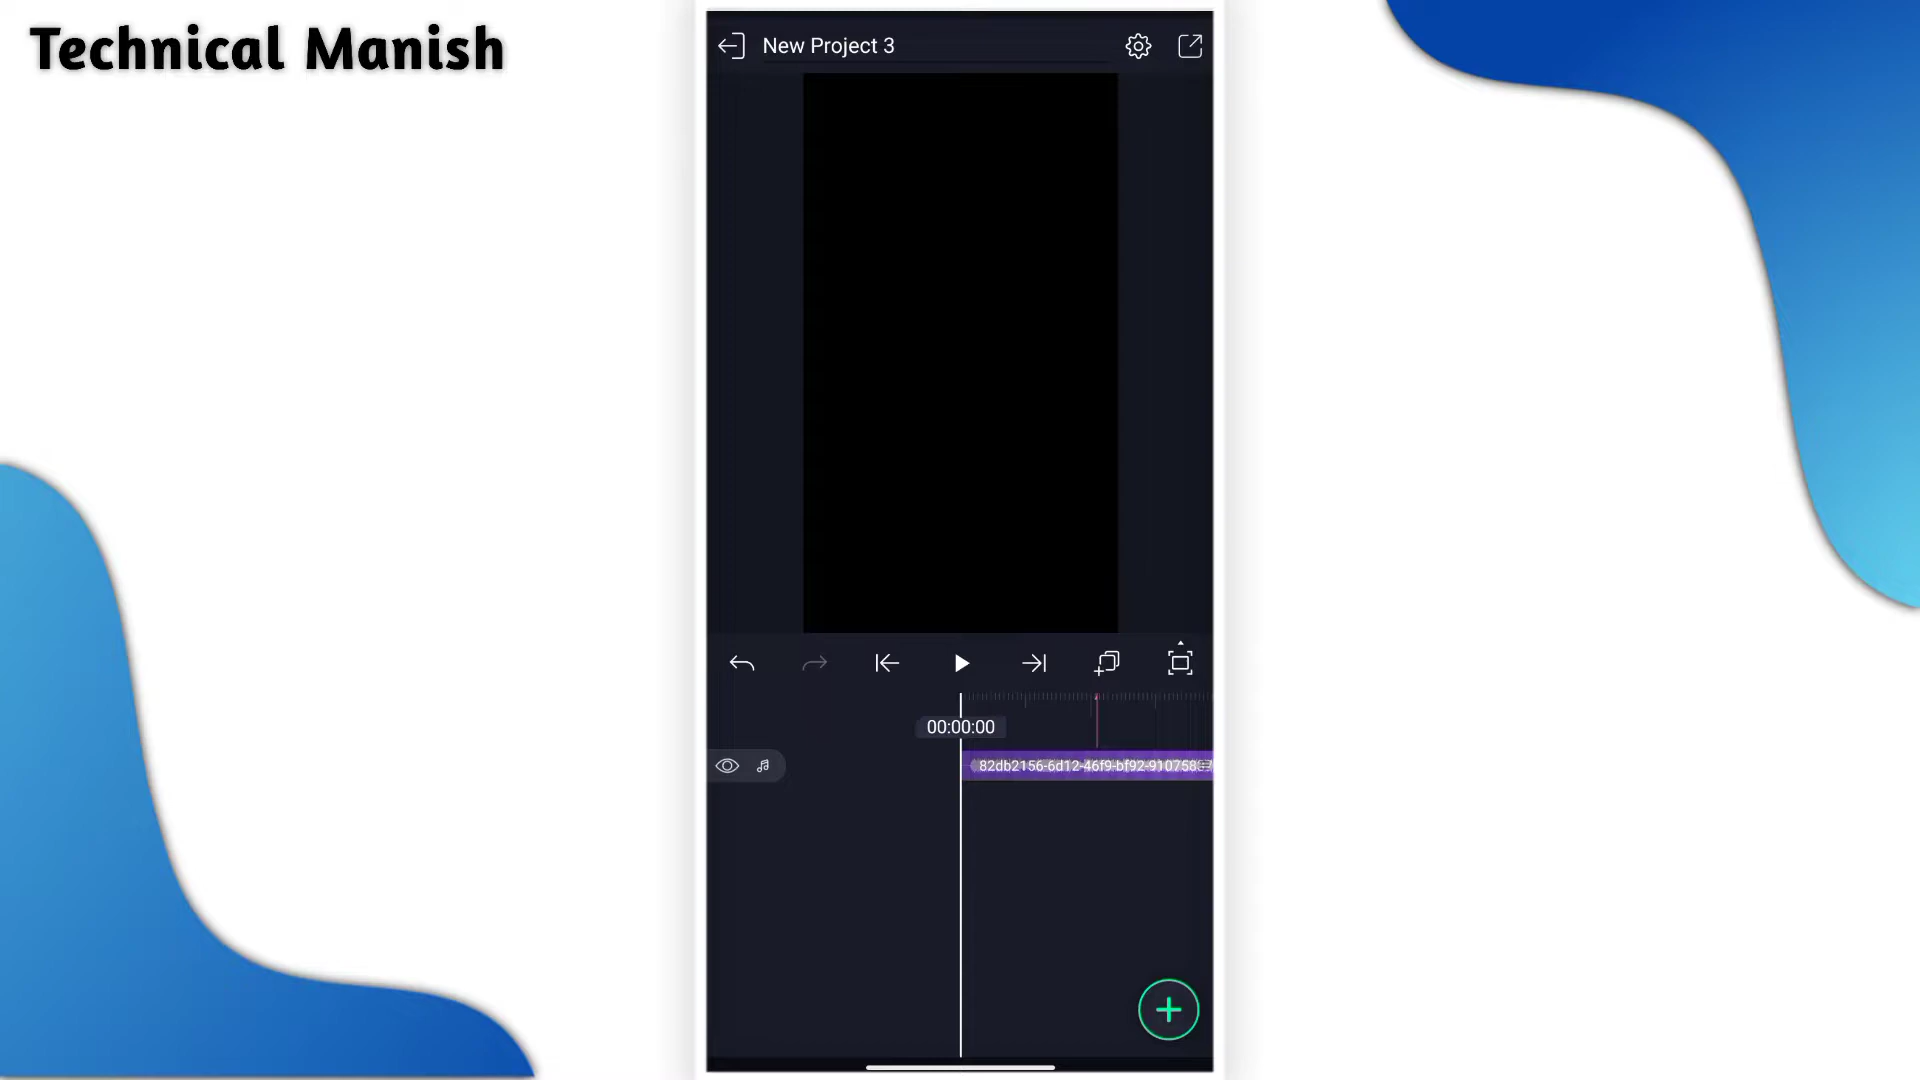 Technical Manish
New Project 3
00:00:00
82db2156-6d12-46f9-bf92-910758